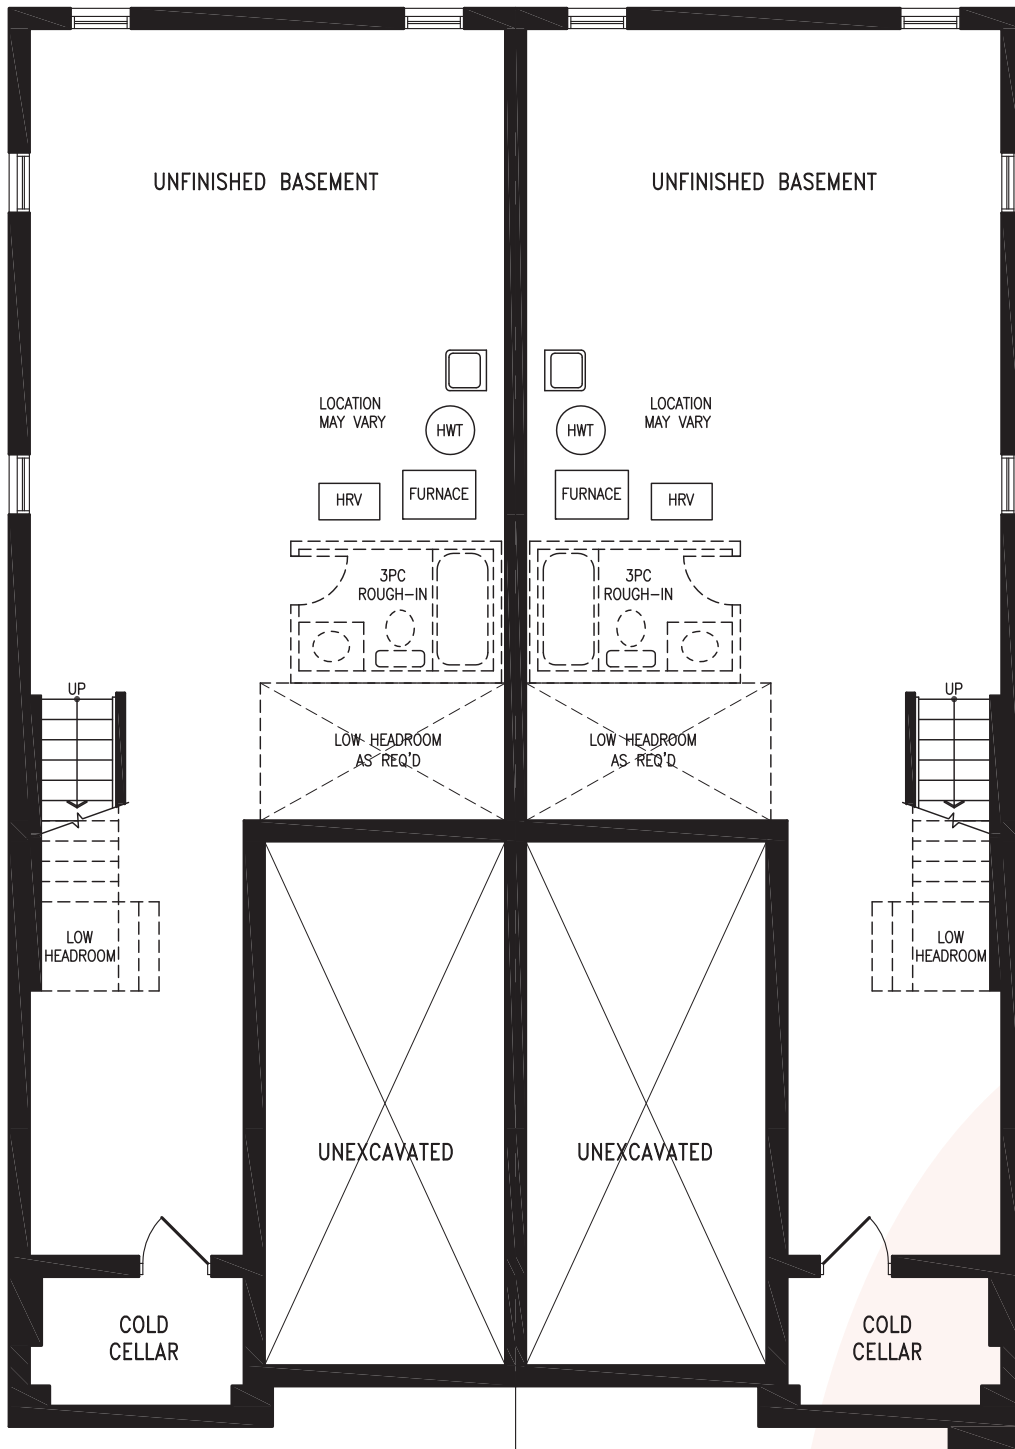 UNFINISHED BASEMENT
UNFINISHED BASEMENT
LOCATION
MAY VARY
HWT
HWT
LOCATION
MAY VARY
HRV
FURNACE
FURNACE
HRV
3PC
ROUGH-IN
3PC
ROUGH-IN
UP
UP
LOW HEADROOM
AS REQ'D
LOW HEADROOM
AS REQ'D
LOW
HEADROOM
LOW
HEADROOM
UNEXCAVATED
UNEXCAVATED
COLD
CELLAR
COLD
CELLAR